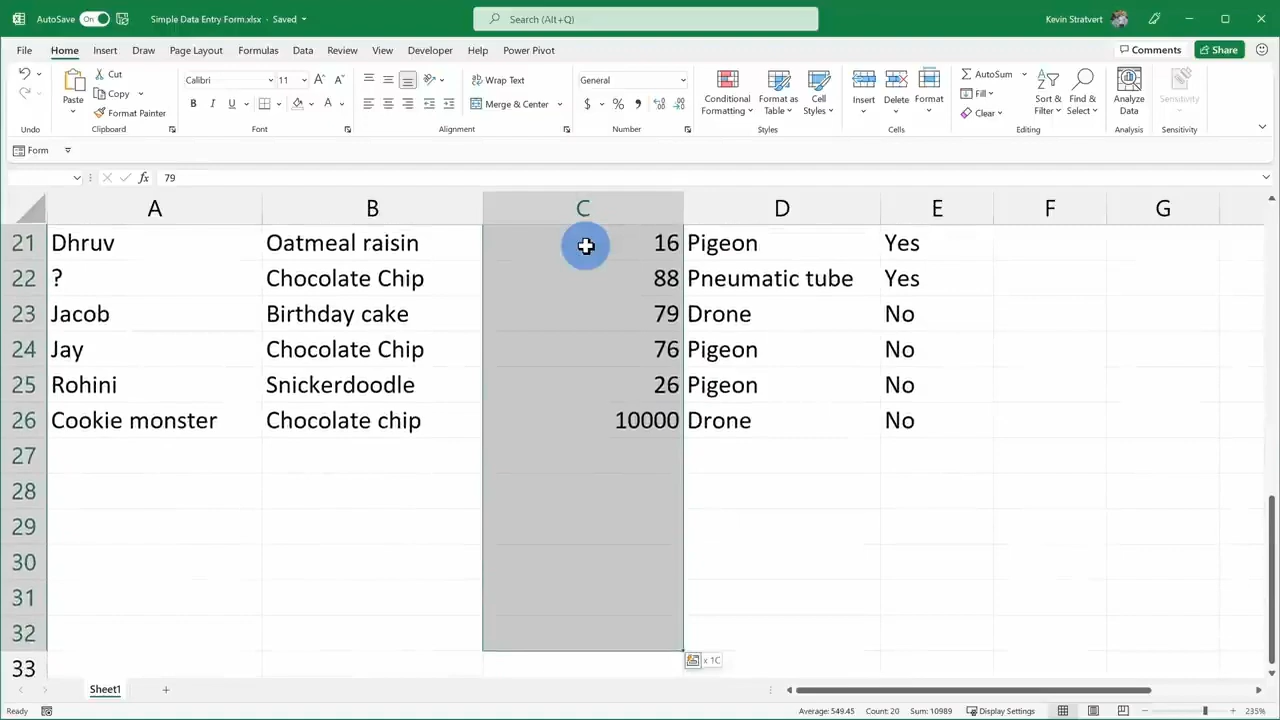 AutoSave On Simple Data Entry Form.xlsx - Saved Search (Alt+Q) Kevin Stratvert
File Home Insert Draw Page Layout Formulas Data Review View Developer Help Power Pivot Comments Share
Paste Cut Copy Format Painter
Calibri 11 A A B I U A
Wrap Text Merge & Center
General $ % ,
Conditional Formatting Format as Table Cell Styles
Insert Delete Format
AutoSum Fill Clear Sort & Filter Find & Select
Analyze Data Sensitivity
Undo Clipboard Font Alignment Number Styles Cells Editing Analysis Sensitivity
Form
fx 79
A B C D E F G
21 Dhruv Oatmeal raisin 16 Pigeon Yes
22 ? Chocolate Chip 88 Pneumatic tube Yes
23 Jacob Birthday cake 79 Drone No
24 Jay Chocolate Chip 76 Pigeon No
25 Rohini Snickerdoodle 26 Pigeon No
26 Cookie monster Chocolate chip 10000 Drone No
27
28
29
30
31
32
33
x 1C
Sheet1
Ready Average: 549.45 Count: 20 Sum: 10989 Display Settings 235%